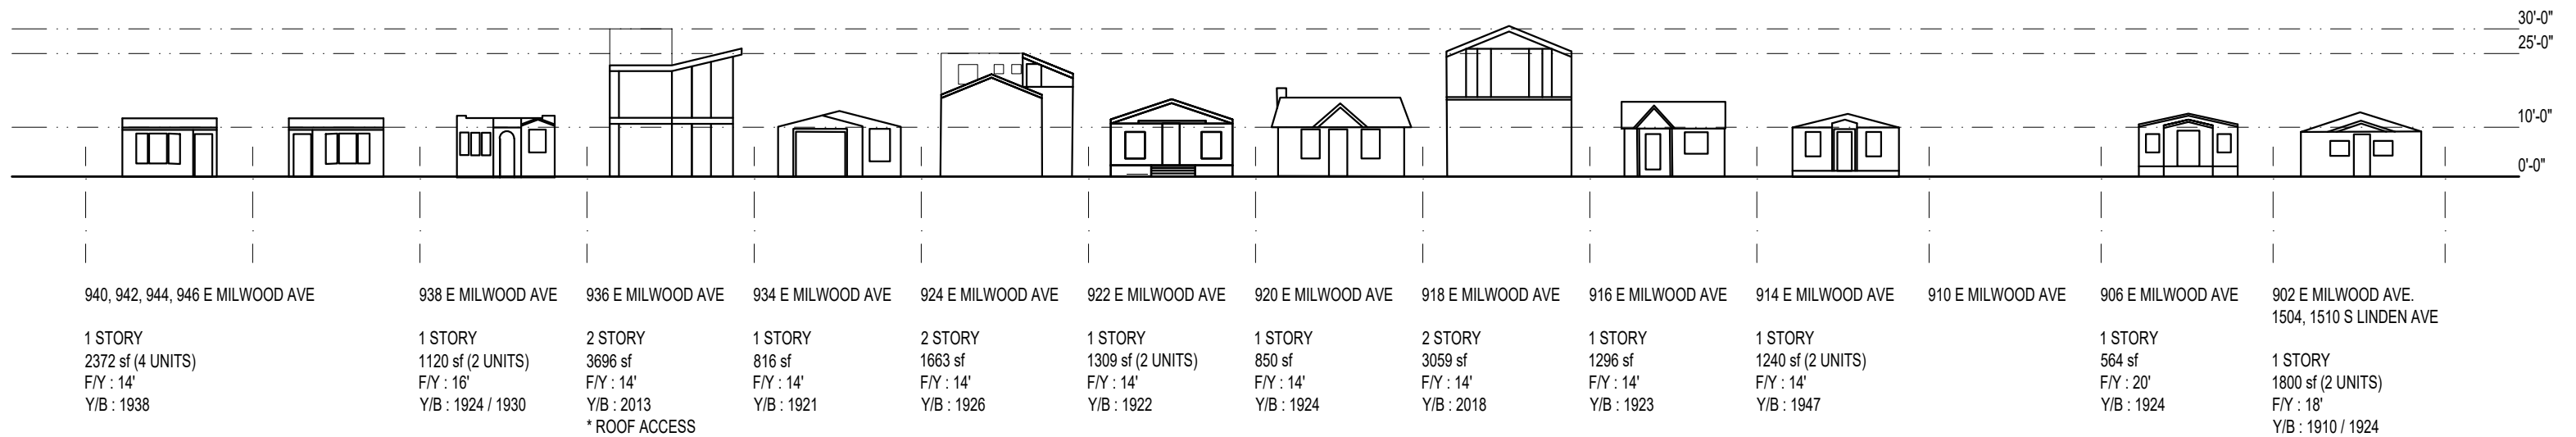 30'-0"
25'-0"
10'-0"
0'-0"
940, 942, 944, 946 E MILWOOD AVE
1 STORY
2372 sf (4 UNITS)
F/Y : 14'
Y/B : 1938
938 E MILWOOD AVE
1 STORY
1120 sf (2 UNITS)
F/Y : 16'
Y/B : 1924 / 1930
936 E MILWOOD AVE
2 STORY
3696 sf
F/Y : 14'
Y/B : 2013
* ROOF ACCESS
934 E MILWOOD AVE
1 STORY
816 sf
F/Y : 14'
Y/B : 1921
924 E MILWOOD AVE
2 STORY
1663 sf
F/Y : 14'
Y/B : 1926
922 E MILWOOD AVE
1 STORY
1309 sf (2 UNITS)
F/Y : 14'
Y/B : 1922
920 E MILWOOD AVE
1 STORY
850 sf
F/Y : 14'
Y/B : 1924
918 E MILWOOD AVE
2 STORY
3059 sf
F/Y : 14'
Y/B : 2018
916 E MILWOOD AVE
1 STORY
1296 sf
F/Y : 14'
Y/B : 1923
914 E MILWOOD AVE
1 STORY
1240 sf (2 UNITS)
F/Y : 14'
Y/B : 1947
910 E MILWOOD AVE
906 E MILWOOD AVE
1 STORY
564 sf
F/Y : 20'
Y/B : 1924
902 E MILWOOD AVE.
1504, 1510 S LINDEN AVE
1 STORY
1800 sf (2 UNITS)
F/Y : 18'
Y/B : 1910 / 1924